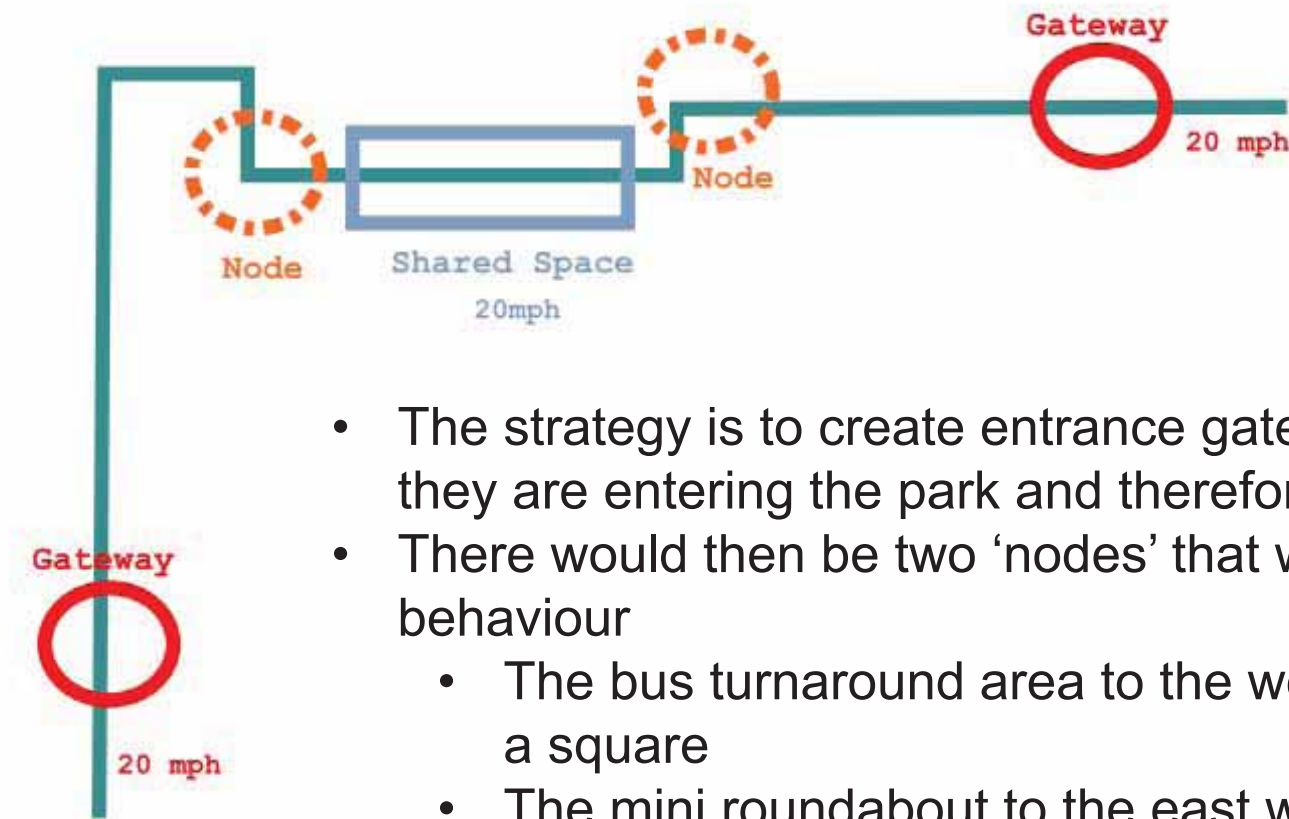 Gateway
20 mph
Node
Node
Shared Space
20mph
• The strategy is to create entrance gate
they are entering the park and therefor
Gateway
• There would then be two ‘nodes’ that w
behaviour
• The bus turnaround area to the we
a square
20 mph
• The mini roundabout to the east w